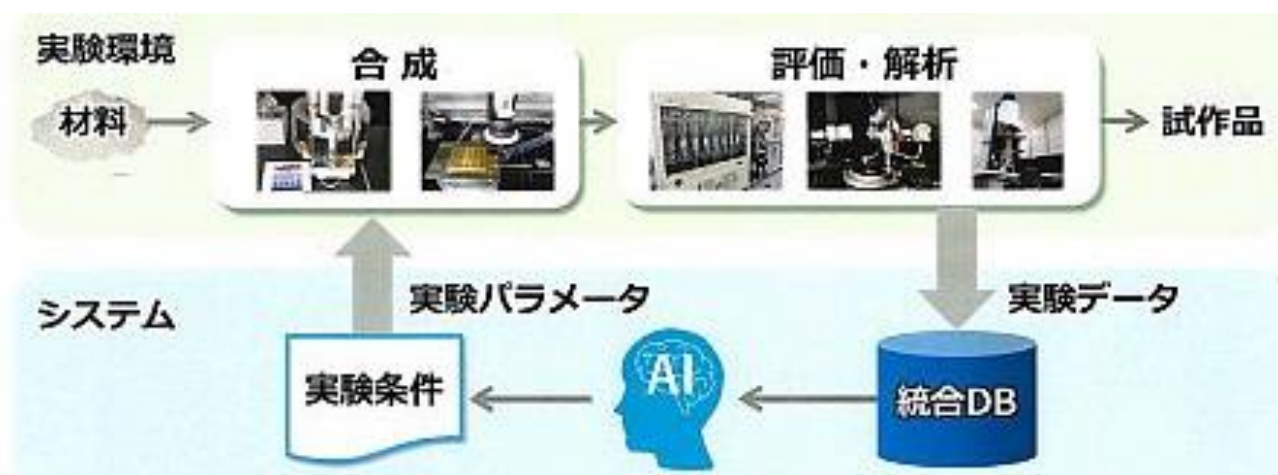 実験環境
合成
評価・解析
材料
試作品
システム
実験パラメータ
実験データ
実験条件
AI
統合DB